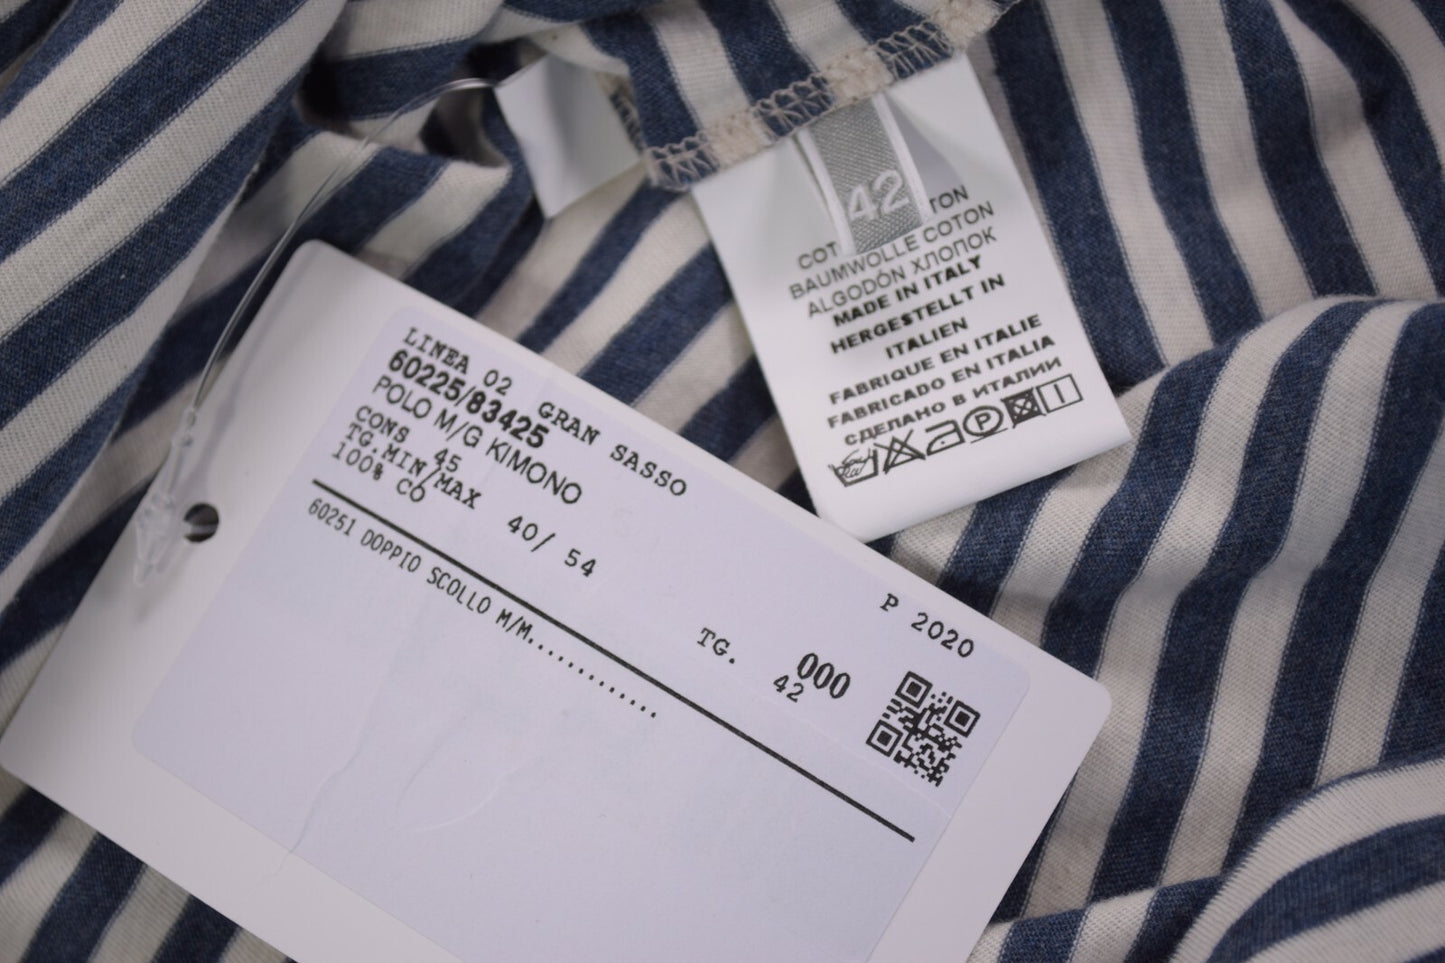 42
COT TON
BAUMWOLLE COTON
ALGODÓN ХЛОПОК
MADE IN ITALY
HERGESTELLT IN
ITALIEN
FABRIQUE EN ITALIE
FABRICADO EN ITALIA
СДЕЛАНО В ИТАЛИИ
P
LINEA 02 GRAN SASSO
60225/83425
POLO M/G KIMONO
CONS 45
TG.MIN/MAX 40/ 54
100% CO
P 2020
60251 DOPPIO SCOLLO M/M..............
TG. 000
42